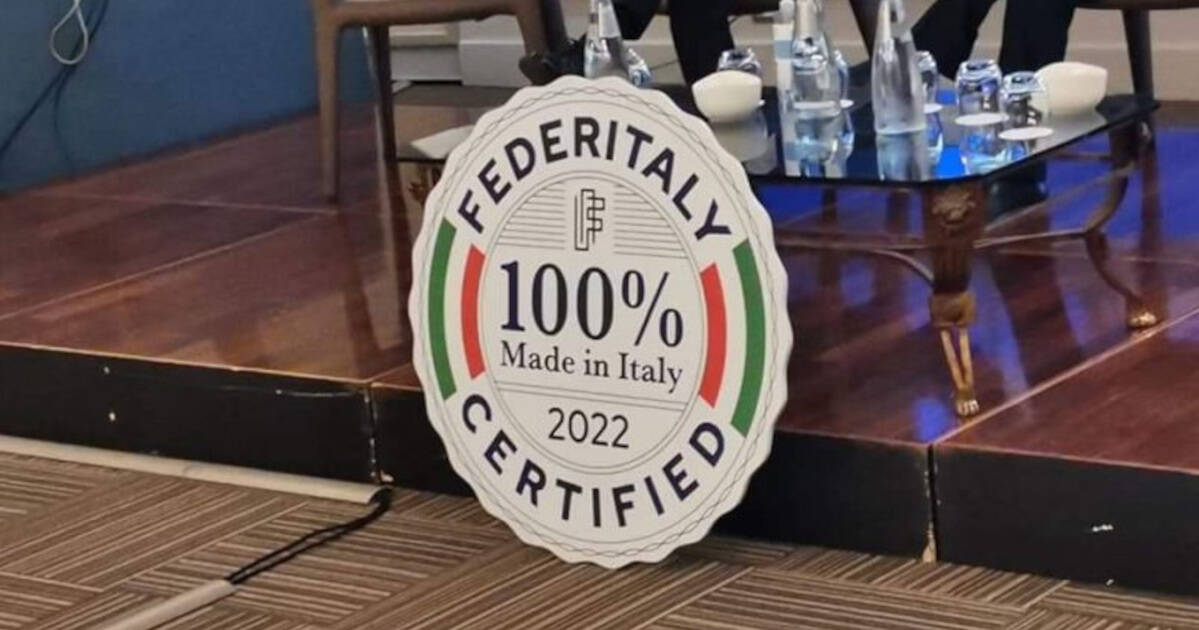 FEDERITALY
100%
Made in Italy
2022
CERTIFIED